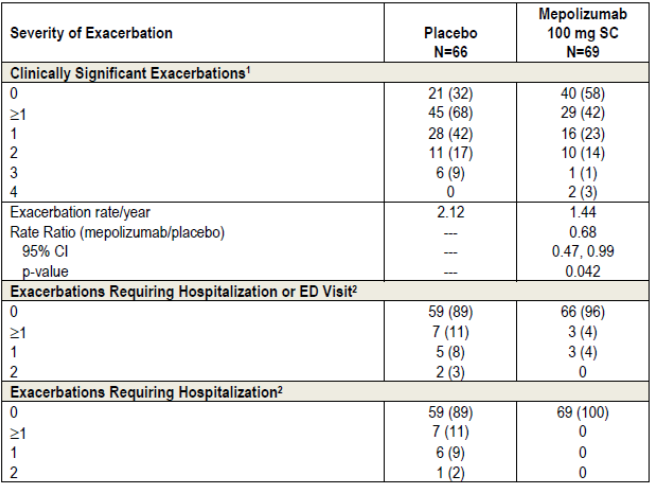 Severity of Exacerbation Placebo N=66 Mepolizumab 100 mg SC N=69
Clinically Significant Exacerbations¹
0 21 (32) 40 (58)
≥1 45 (68) 29 (42)
1 28 (42) 16 (23)
2 11 (17) 10 (14)
3 6 (9) 1 (1)
4 0 2 (3)
Exacerbation rate/year 2.12 1.44
Rate Ratio (mepolizumab/placebo) --- 0.68
95% CI --- 0.47, 0.99
p-value --- 0.042
Exacerbations Requiring Hospitalization or ED Visit²
0 59 (89) 66 (96)
≥1 7 (11) 3 (4)
1 5 (8) 3 (4)
2 2 (3) 0
Exacerbations Requiring Hospitalization²
0 59 (89) 69 (100)
≥1 7 (11) 0
1 6 (9) 0
2 1 (2) 0